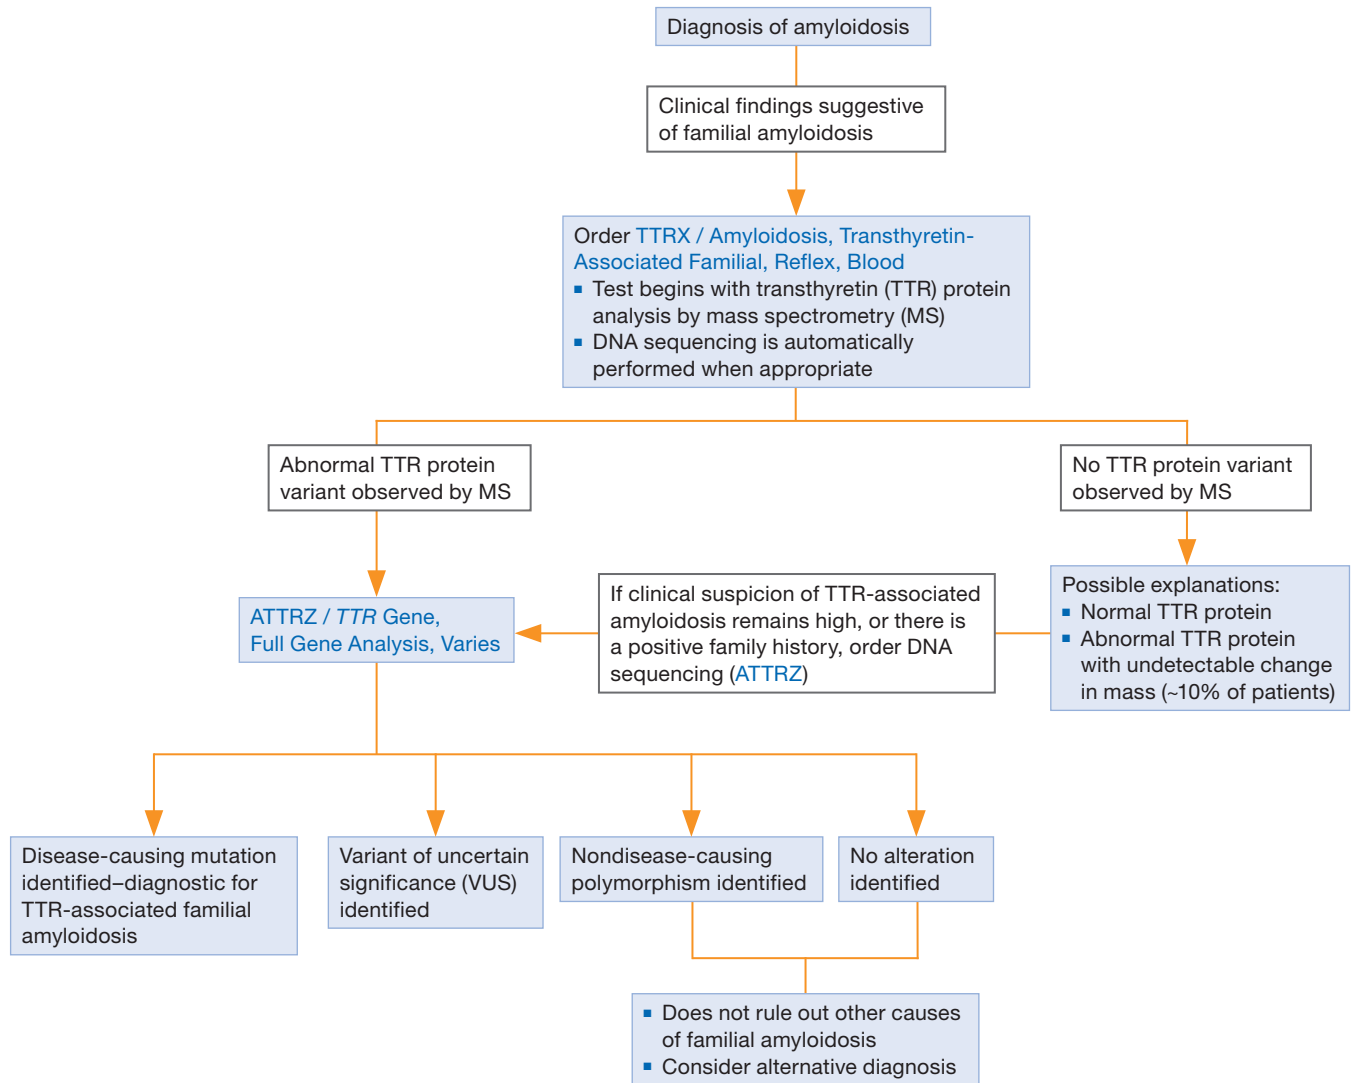 Diagnosis of amyloidosis
Clinical findings suggestive
of familial amyloidosis
Order TTRX / Amyloidosis, Transthyretin-
Associated Familial, Reflex, Blood
▪ Test begins with transthyretin (TTR) protein
analysis by mass spectrometry (MS)
▪ DNA sequencing is automatically
performed when appropriate
Abnormal TTR protein
variant observed by MS
No TTR protein variant
observed by MS
ATTRZ / TTR Gene,
Full Gene Analysis, Varies
If clinical suspicion of TTR-associated
amyloidosis remains high, or there is
a positive family history, order DNA
sequencing (ATTRZ)
Possible explanations:
▪ Normal TTR protein
▪ Abnormal TTR protein
with undetectable change
in mass (~10% of patients)
Disease-causing mutation
identified–diagnostic for
TTR-associated familial
amyloidosis
Variant of uncertain
significance (VUS)
identified
Nondisease-causing
polymorphism identified
No alteration
identified
▪ Does not rule out other causes
of familial amyloidosis
▪ Consider alternative diagnosis